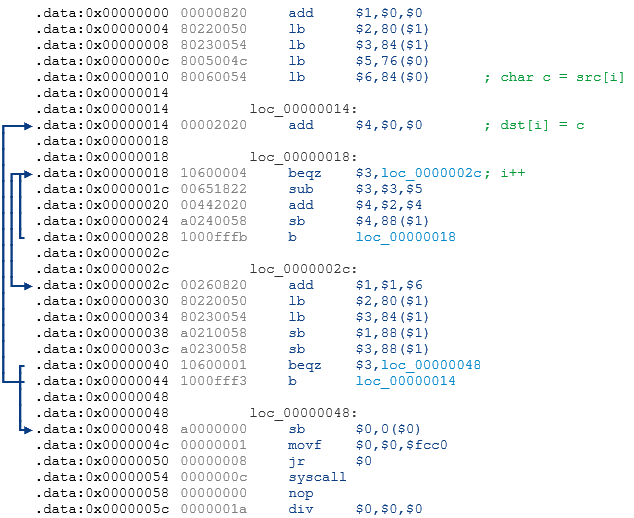 .data:0x00000000 00000820 add $1,$0,$0
.data:0x00000004 80220050 lb $2,80($1)
.data:0x00000008 80230054 lb $3,84($1)
.data:0x0000000c 8005004c lb $5,76($0)
.data:0x00000010 80060054 lb $6,84($0) ; char c = src[i]
.data:0x00000014
.data:0x00000014 loc_00000014:
.data:0x00000014 00002020 add $4,$0,$0 ; dst[i] = c
.data:0x00000018
.data:0x00000018 loc_00000018:
.data:0x00000018 10600004 beqz $3,loc_0000002c; i++
.data:0x0000001c 00651822 sub $3,$3,$5
.data:0x00000020 00442020 add $4,$2,$4
.data:0x00000024 a0240058 sb $4,88($1)
.data:0x00000028 1000fffb b loc_00000018
.data:0x0000002c
.data:0x0000002c loc_0000002c:
.data:0x0000002c 00260820 add $1,$1,$6
.data:0x00000030 80220050 lb $2,80($1)
.data:0x00000034 80230054 lb $3,84($1)
.data:0x00000038 a0210058 sb $1,88($1)
.data:0x0000003c a0230058 sb $3,88($1)
.data:0x00000040 10600001 beqz $3,loc_00000048
.data:0x00000044 1000fff3 b loc_00000014
.data:0x00000048
.data:0x00000048 loc_00000048:
.data:0x00000048 a0000000 sb $0,0($0)
.data:0x0000004c 00000001 movf $0,$0,$fcc0
.data:0x00000050 00000008 jr $0
.data:0x00000054 0000000c syscall
.data:0x00000058 00000000 nop
.data:0x0000005c 0000001a div $0,$0,$0